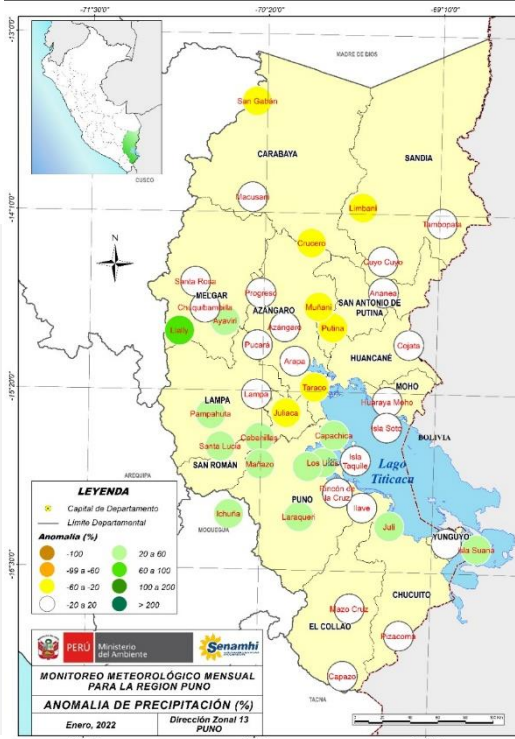 -71°30'0"
-70°20'0"
-69°10'0"
-13°0'0"
MADRE DE DIOS
San Gabán
CUSCO
CARABAYA
SANDIA
Macusani
Limbani
Tambopata
-14°10'0"
Crucero
Cuyo Cuyo
N
Santa Rosa
MELGAR
Chuquibambilla
Ayaviri
Llally
Progreso
AZÁNGARO
Azángaro
Muñani
Putina
Ananea
SAN ANTONIO DE
PUTINA
Pucará
Arapa
HUANCANÉ
Cojata
-15°20'0"
LAMPA
Lampa
Taraco
MOHO
Huaraya Moho
Pampahuta
Juliaca
Isla Soto
Santa Lucía
Cabanillas
Capachica
BOLIVIA
SAN ROMÁN
Mañazo
Los Uros
Isla
Taquile
Lago
Titicaca
AREQUIPA
PUNO
Rincón de
la Cruz
Ilave
Ichuña
Laraqueri
Juli
YUNGUYO
Isla Suana
MOQUEGUA
-16°30'0"
CHUCUITO
EL COLLAO
Mazo Cruz
Pizacoma
Capazo
TACNA
LEYENDA
Capital de Departamento
Límite Departamental
Anomalía (%)
-100
-99 a -60
-60 a -20
-20 a 20
20 a 60
60 a 100
100 a 200
> 200
PERÚ
Ministerio
del Ambiente
Senamhi
MONITOREO METEOROLÓGICO MENSUAL
PARA LA REGION PUNO
ANOMALÍA DE PRECIPITACIÓN (%)
Enero, 2022
Dirección Zonal 13
PUNO